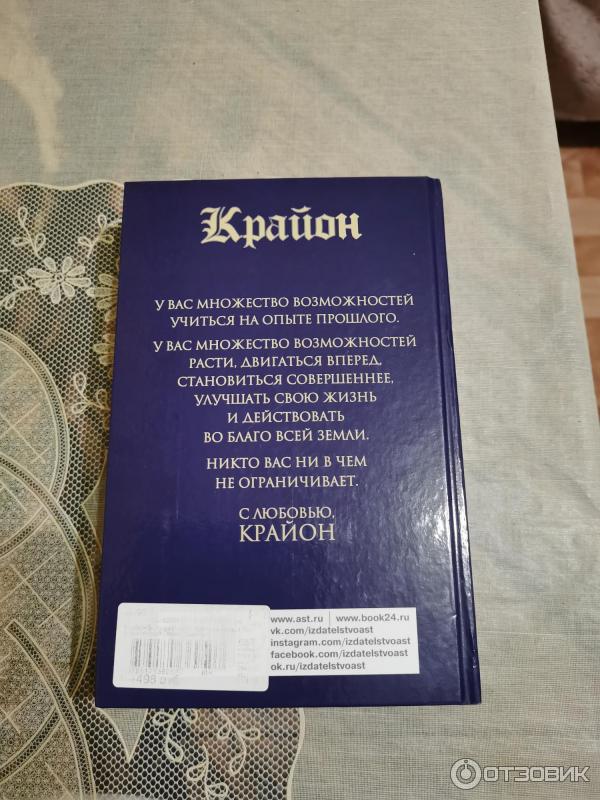 Крайон
У ВАС МНОЖЕСТВО ВОЗМОЖНОСТЕЙ
УЧИТЬСЯ НА ОПЫТЕ ПРОШЛОГО.
У ВАС МНОЖЕСТВО ВОЗМОЖНОСТЕЙ
РАСТИ, ДВИГАТЬСЯ ВПЕРЕД,
СТАНОВИТЬСЯ СОВЕРШЕННЕЕ,
УЛУЧШАТЬ СВОЮ ЖИЗНЬ
И ДЕЙСТВОВАТЬ
ВО БЛАГО ВСЕЙ ЗЕМЛИ.
НИКТО ВАС НИ В ЧЕМ
НЕ ОГРАНИЧИВАЕТ.
С ЛЮБОВЬЮ,
КРАЙОН
www.ast.ru | www.book24.ru
vk.com/izdatelstvoast
instagram.com/izdatelstvoast
facebook.com/izdatelstvoast
ok.ru/izdatelstvoast
ОТЗОВИК